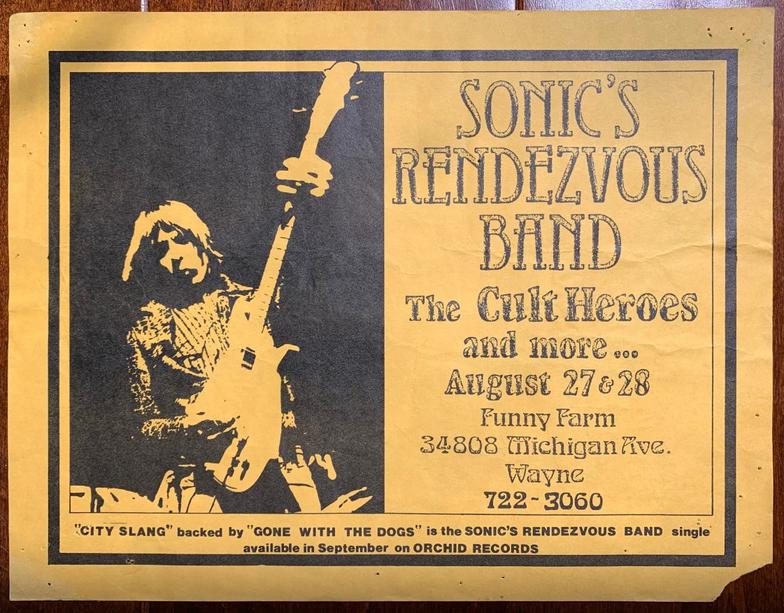 SONIC'S
RENDEZVOUS
BAND
The Cult Heroes
and more...
August 27 & 28
Funny Farm
34808 Michigan Ave.
Wayne
722-3060
"CITY SLANG" backed by "GONE WITH THE DOGS" is the SONIC'S RENDEZVOUS BAND single
available in September on ORCHID RECORDS